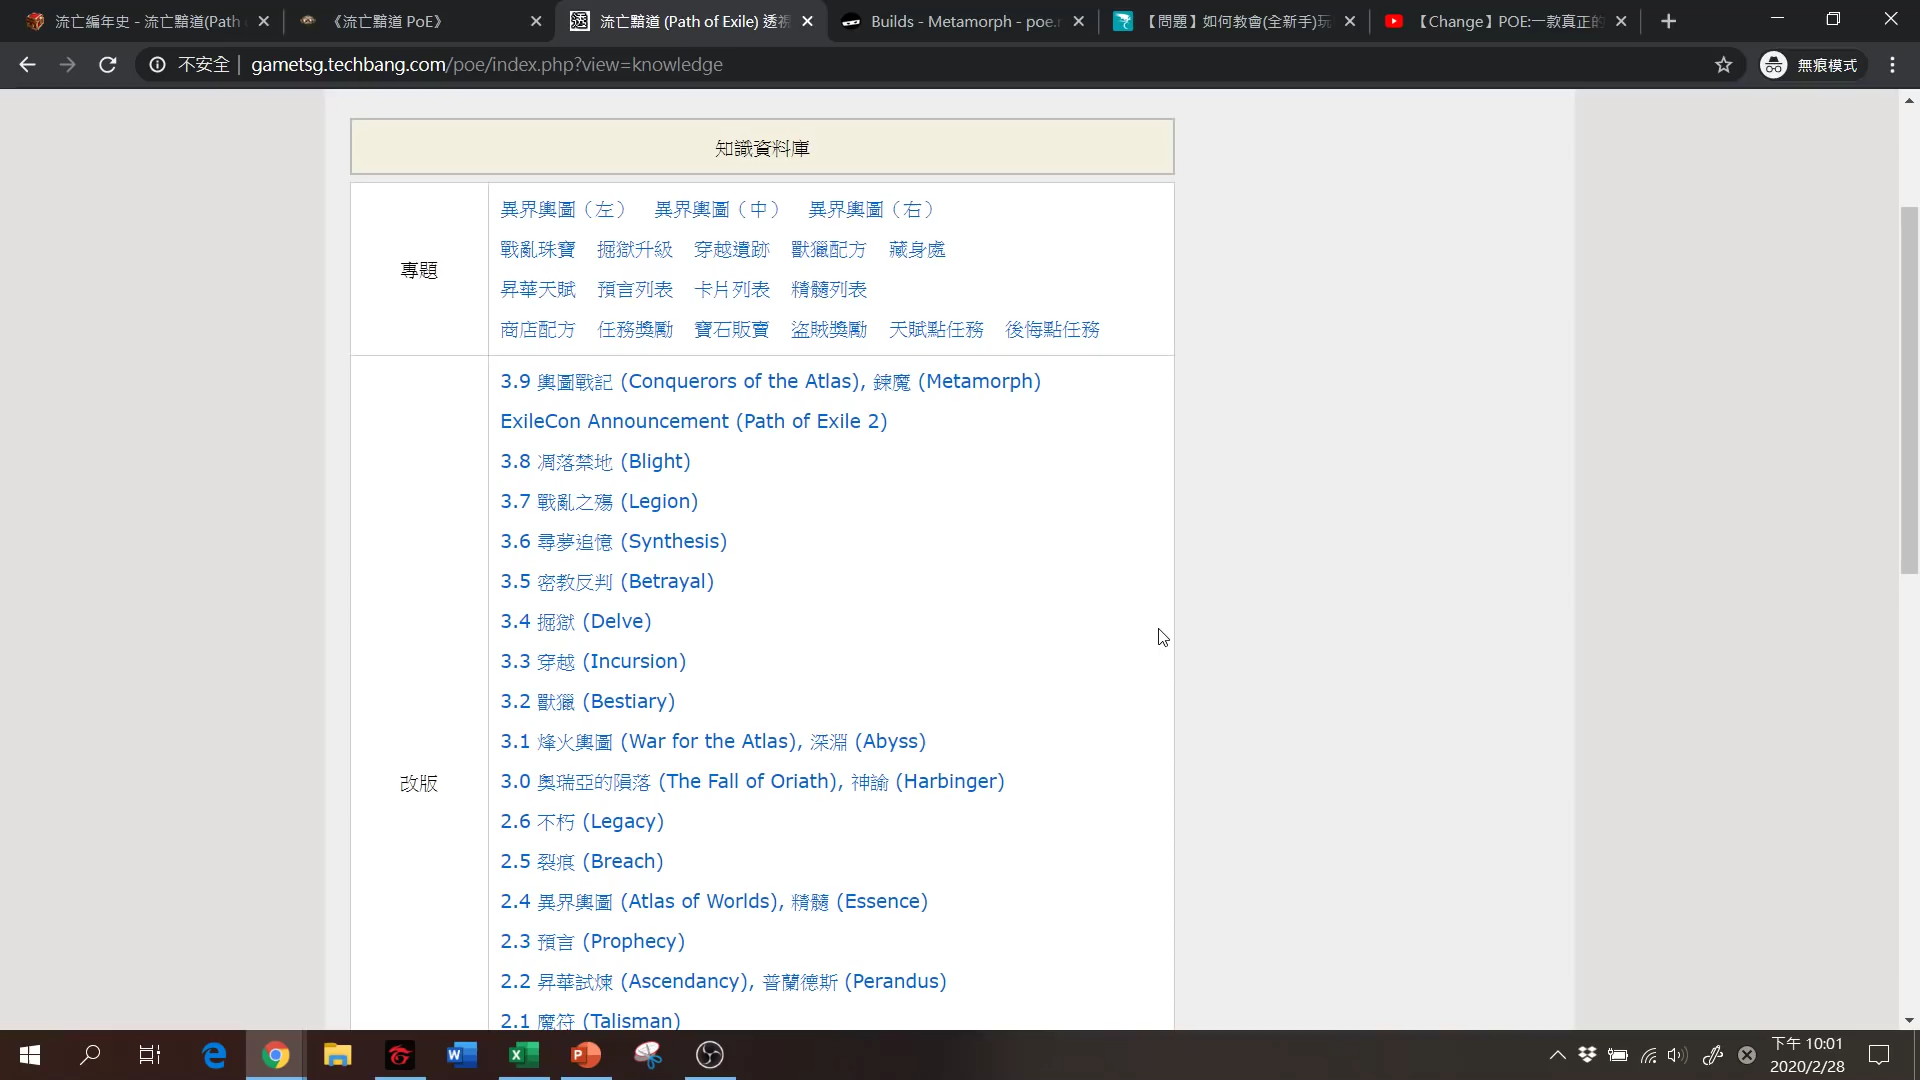 流亡編年史 - 流亡黯道(Path
《流亡黯道 PoE》
流亡黯道 (Path of Exile) 透視
Builds - Metamorph - poe.n
【問題】如何教會(全新手)玩
【Change】POE:一款真正的
不安全 | gametsg.techbang.com/poe/index.php?view=knowledge
無痕模式
知識資料庫
專題
異界輿圖（左） 異界輿圖（中） 異界輿圖（右）
戰亂珠寶 掘獄升級 穿越遺跡 獸獵配方 藏身處
昇華天賦 預言列表 卡片列表 精髓列表
商店配方 任務獎勵 寶石販賣 盜賊獎勵 天賦點任務 後悔點任務
改版
3.9 輿圖戰記 (Conquerors of the Atlas), 鍊魔 (Metamorph)
ExileCon Announcement (Path of Exile 2)
3.8 凋落禁地 (Blight)
3.7 戰亂之殤 (Legion)
3.6 尋夢追憶 (Synthesis)
3.5 密教反判 (Betrayal)
3.4 掘獄 (Delve)
3.3 穿越 (Incursion)
3.2 獸獵 (Bestiary)
3.1 烽火輿圖 (War for the Atlas), 深淵 (Abyss)
3.0 奧瑞亞的隕落 (The Fall of Oriath), 神諭 (Harbinger)
2.6 不朽 (Legacy)
2.5 裂痕 (Breach)
2.4 異界輿圖 (Atlas of Worlds), 精髓 (Essence)
2.3 預言 (Prophecy)
2.2 昇華試煉 (Ascendancy), 普蘭德斯 (Perandus)
2.1 魔符 (Talisman)
下午 10:01
2020/2/28